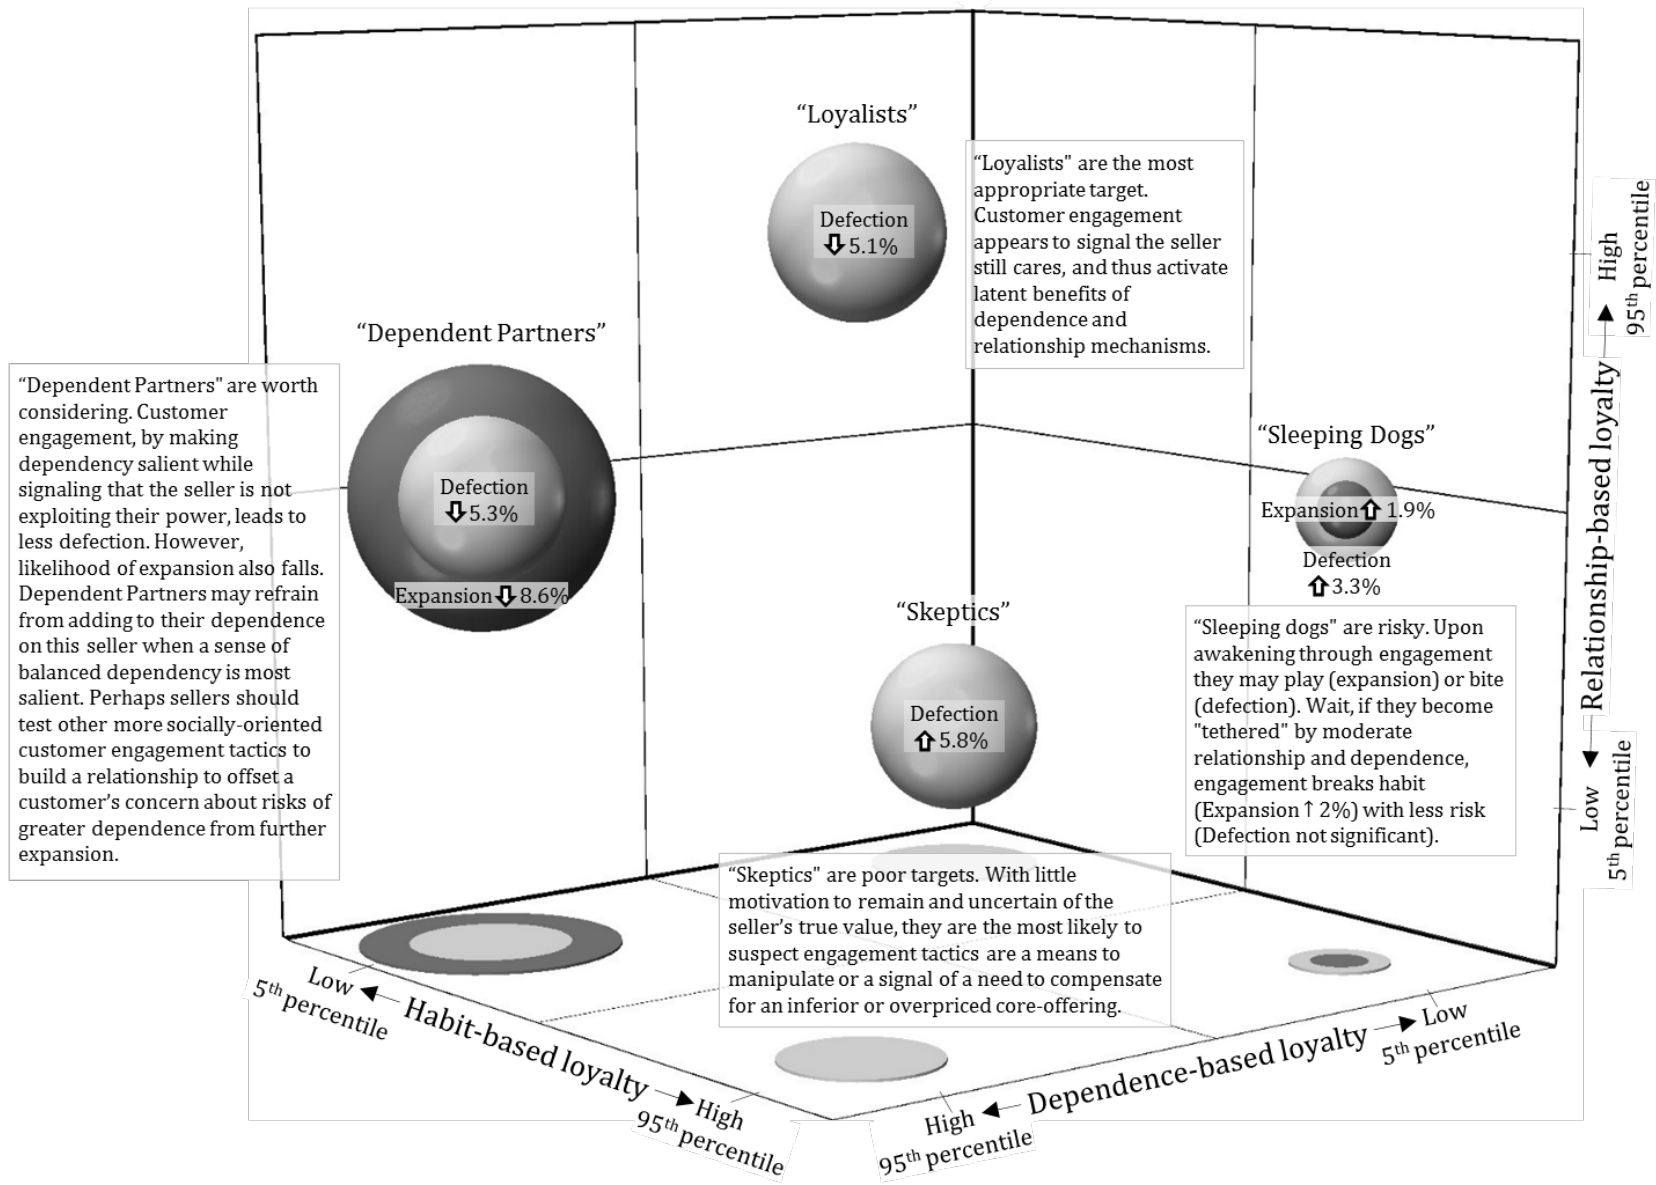 “Loyalists”
Defection
⇩5.1%
“Loyalists" are the most
appropriate target.
Customer engagement
appears to signal the seller
still cares, and thus activate
latent benefits of
dependence and
relationship mechanisms.
“Dependent Partners”
Defection
⇩5.3%
Expansion⇩8.6%
“Dependent Partners" are worth
considering. Customer
engagement, by making
dependency salient while
signaling that the seller is not
exploiting their power, leads to
less defection. However,
likelihood of expansion also falls.
Dependent Partners may refrain
from adding to their dependence
on this seller when a sense of
balanced dependency is most
salient. Perhaps sellers should
test other more socially-oriented
customer engagement tactics to
build a relationship to offset a
customer’s concern about risks of
greater dependence from further
expansion.
“Sleeping Dogs”
Expansion⇧1.9%
Defection
⇧3.3%
“Sleeping dogs" are risky. Upon
awakening through engagement
they may play (expansion) or bite
(defection). Wait, if they become
"tethered" by moderate
relationship and dependence,
engagement breaks habit
(Expansion↑2%) with less risk
(Defection not significant).
“Skeptics”
Defection
⇧5.8%
“Skeptics" are poor targets. With little
motivation to remain and uncertain of the
seller’s true value, they are the most likely to
suspect engagement tactics are a means to
manipulate or a signal of a need to compensate
for an inferior or overpriced core-offering.
Low
5th percentile
Habit-based loyalty
High
95th percentile
High
95th percentile
Dependence-based loyalty
Low
5th percentile
Low
5th percentile
Relationship-based loyalty
High
95th percentile